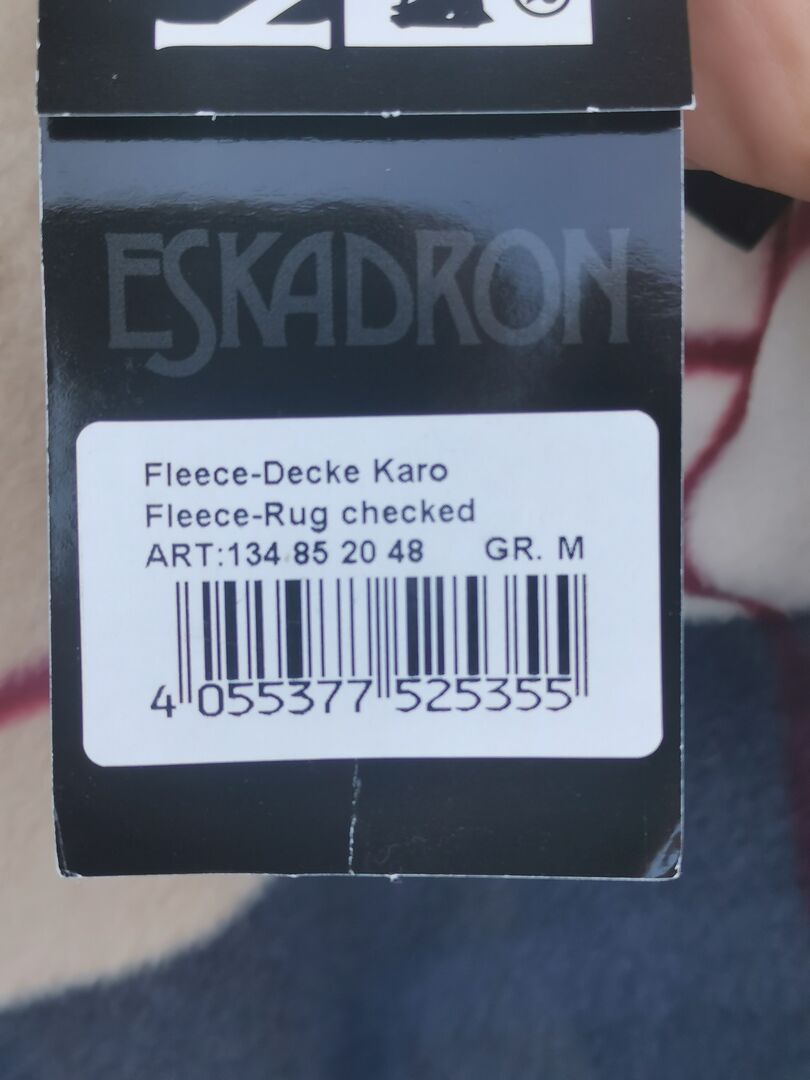 ESKADRON
Fleece-Decke Karo
Fleece-Rug checked
ART:134 85 20 48 GR. M
4 055377 525355